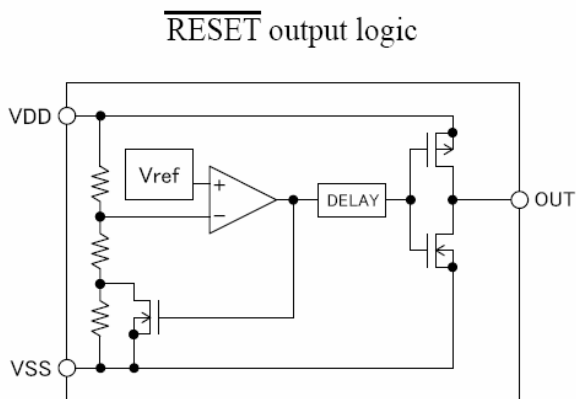 RESET output logic
VDD
Vref
+
−
DELAY
OUT
VSS